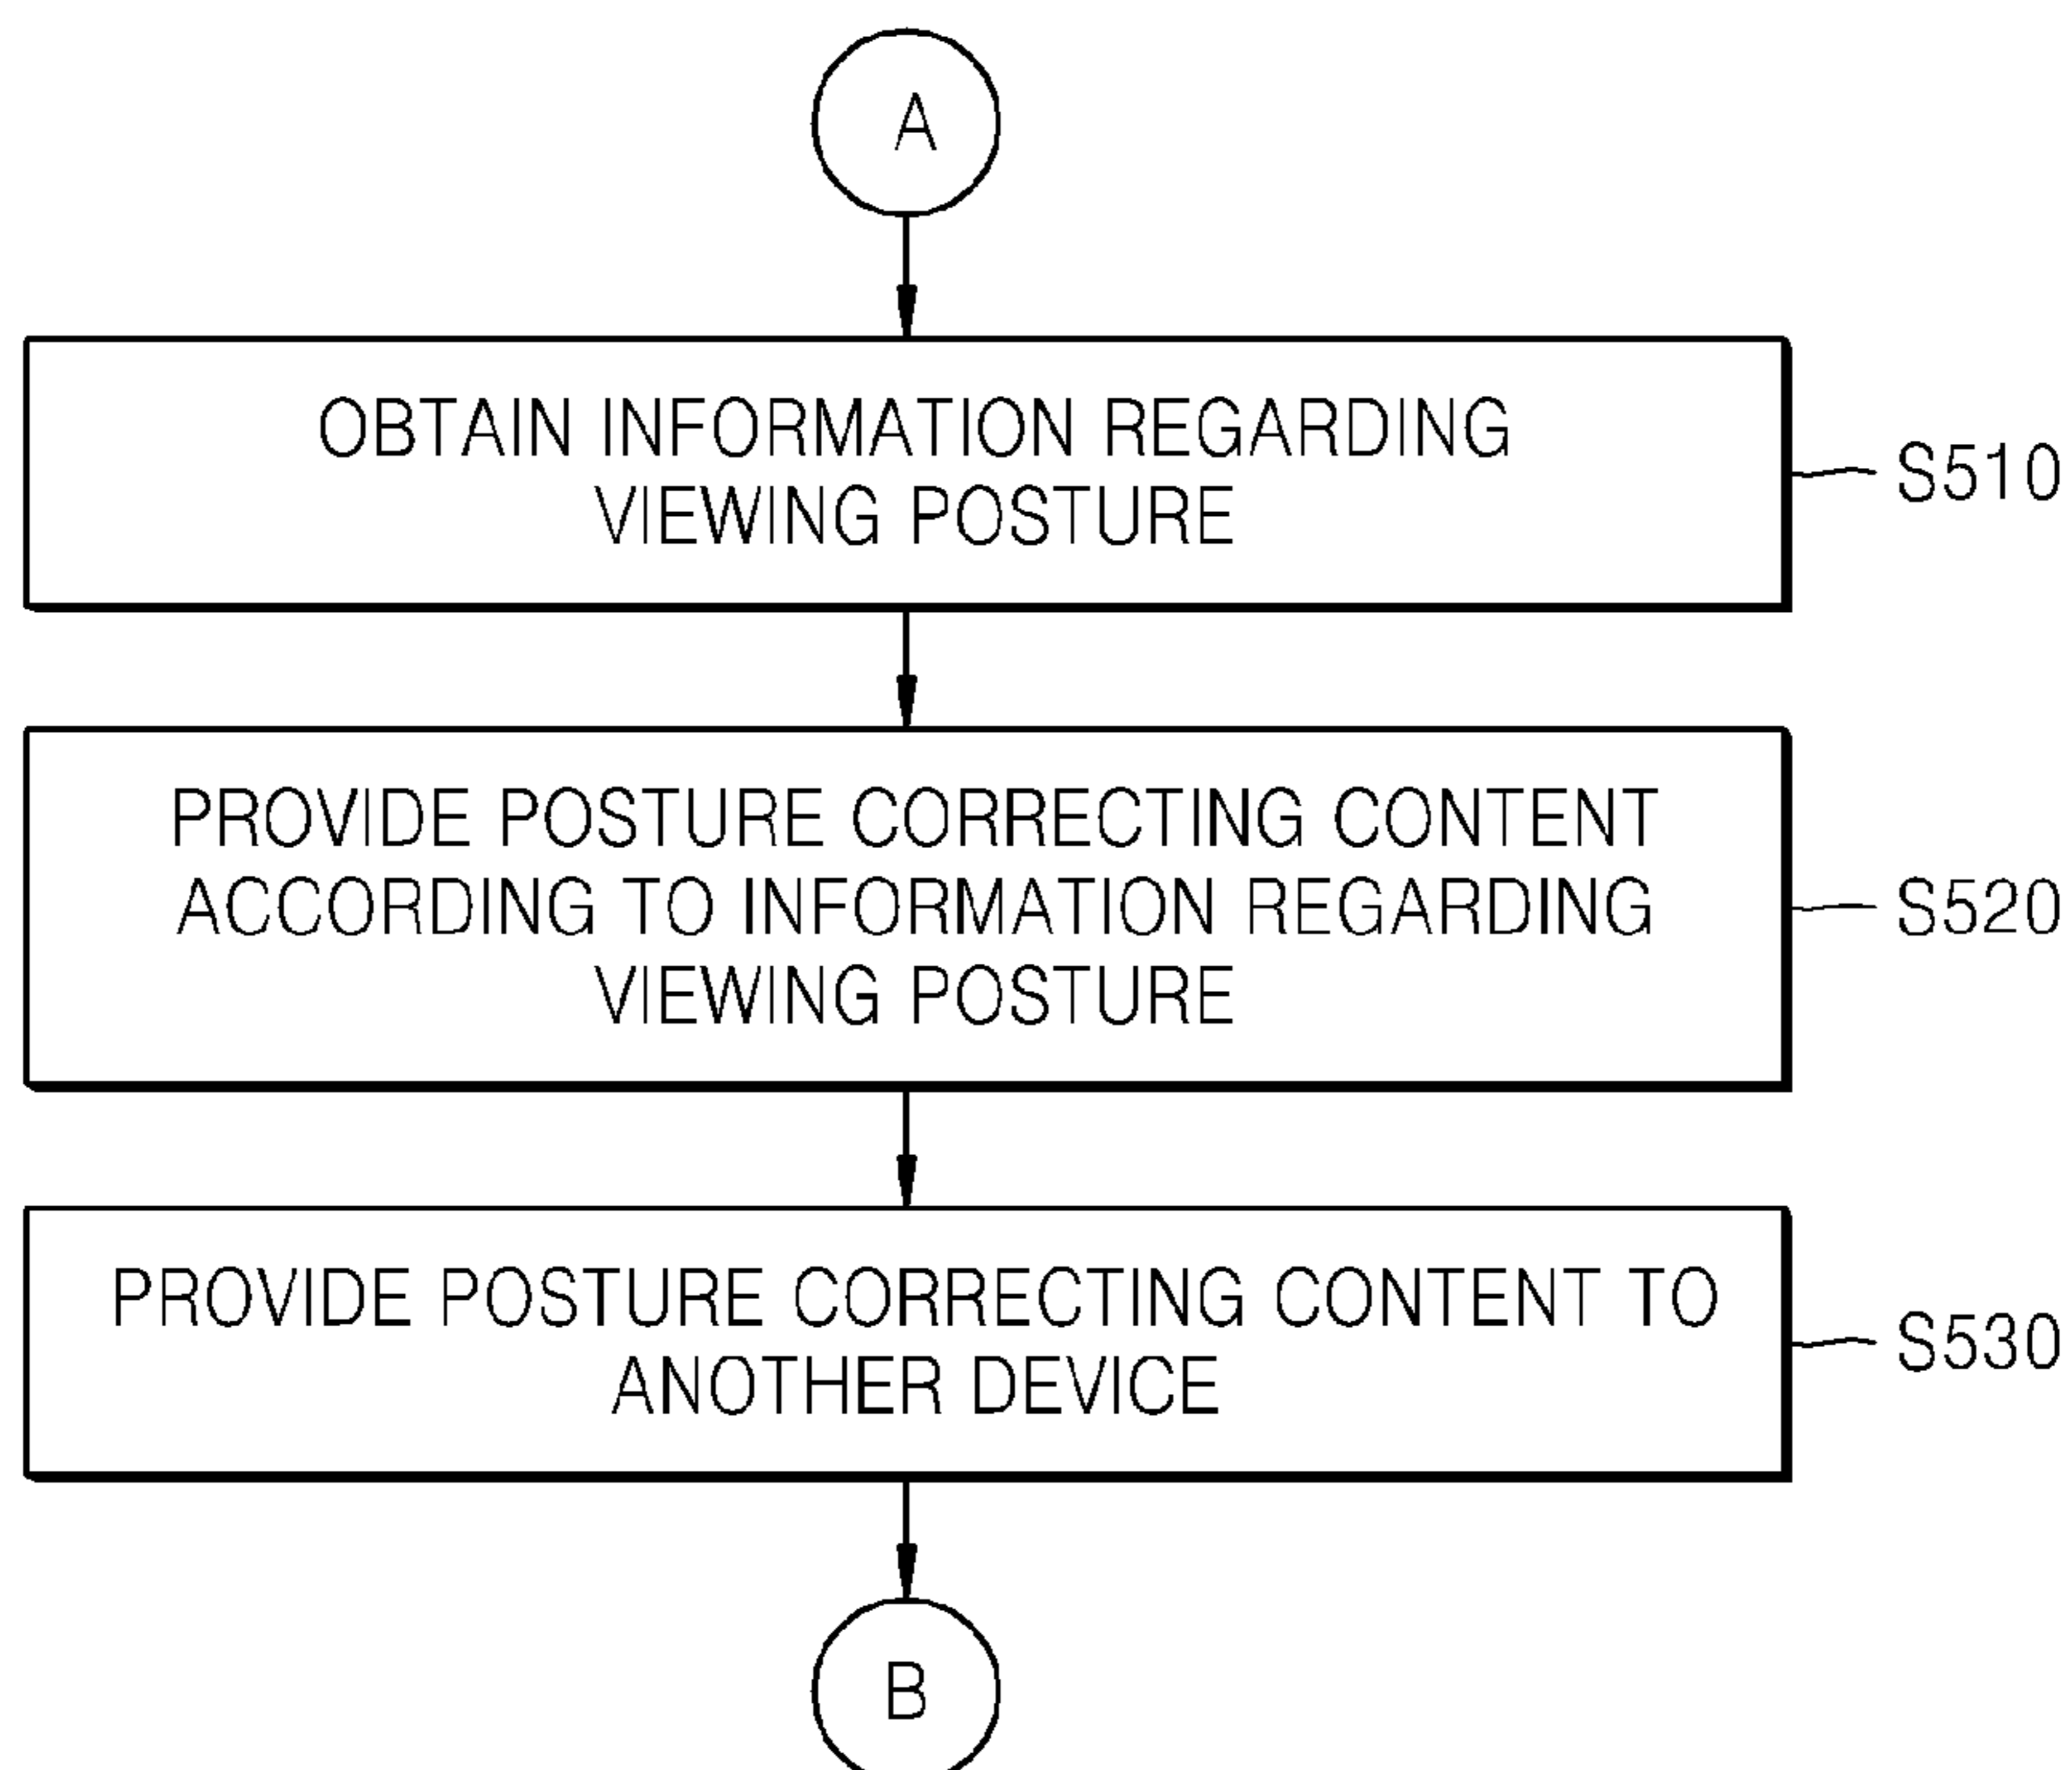 A
OBTAIN INFORMATION REGARDING
VIEWING POSTURE
S510
PROVIDE POSTURE CORRECTING CONTENT
ACCORDING TO INFORMATION REGARDING
VIEWING POSTURE
S520
PROVIDE POSTURE CORRECTING CONTENT TO
ANOTHER DEVICE
S530
B